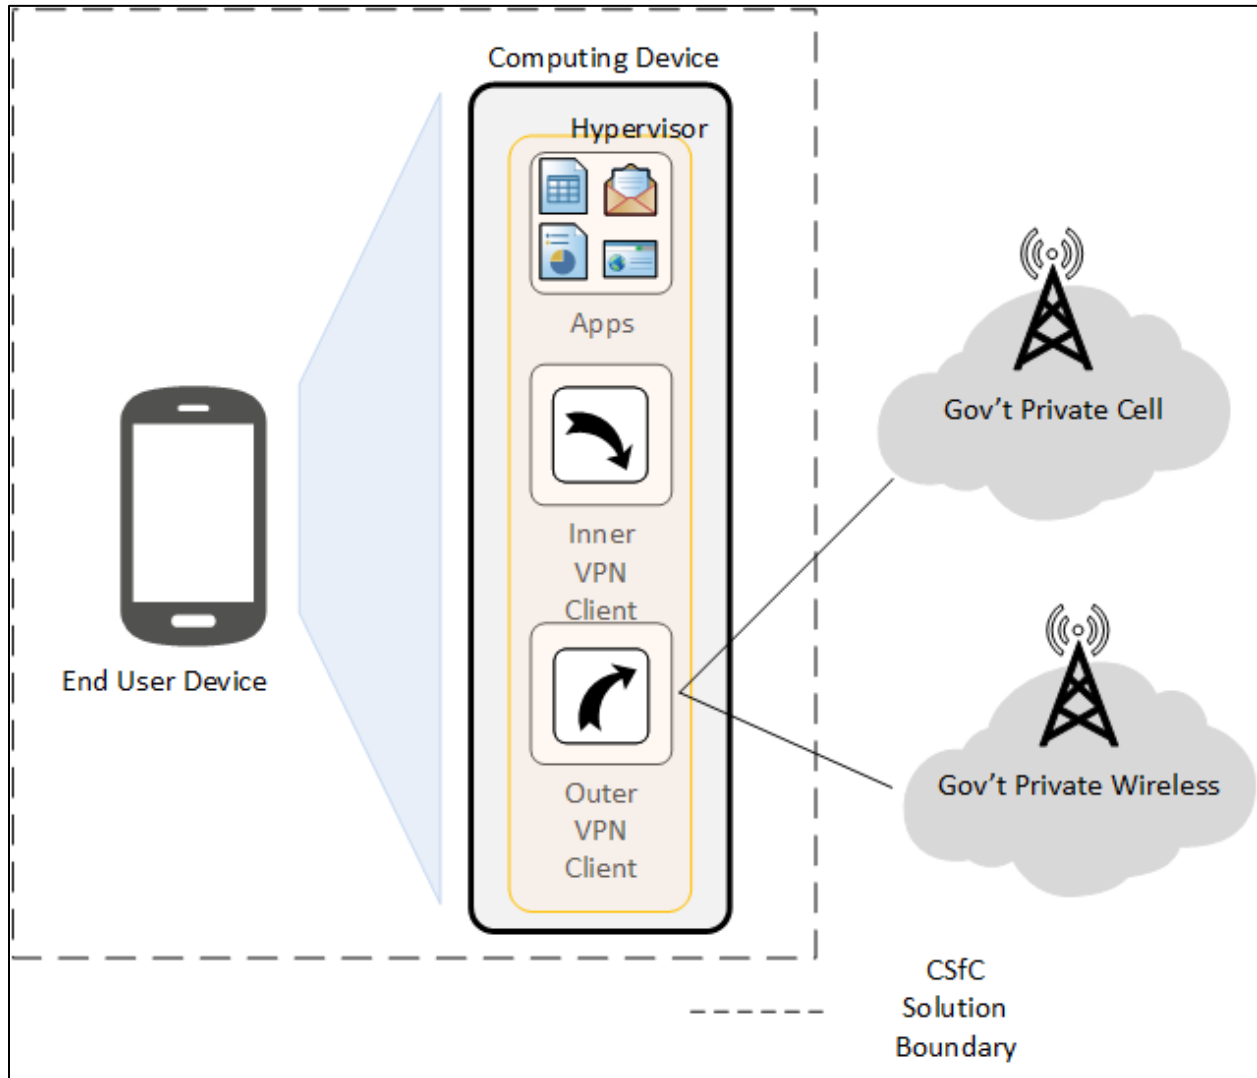 Computing Device
Hypervisor
Apps
Inner
VPN
Client
Outer
VPN
Client
End User Device
Gov't Private Cell
Gov't Private Wireless
CSfC
Solution
Boundary